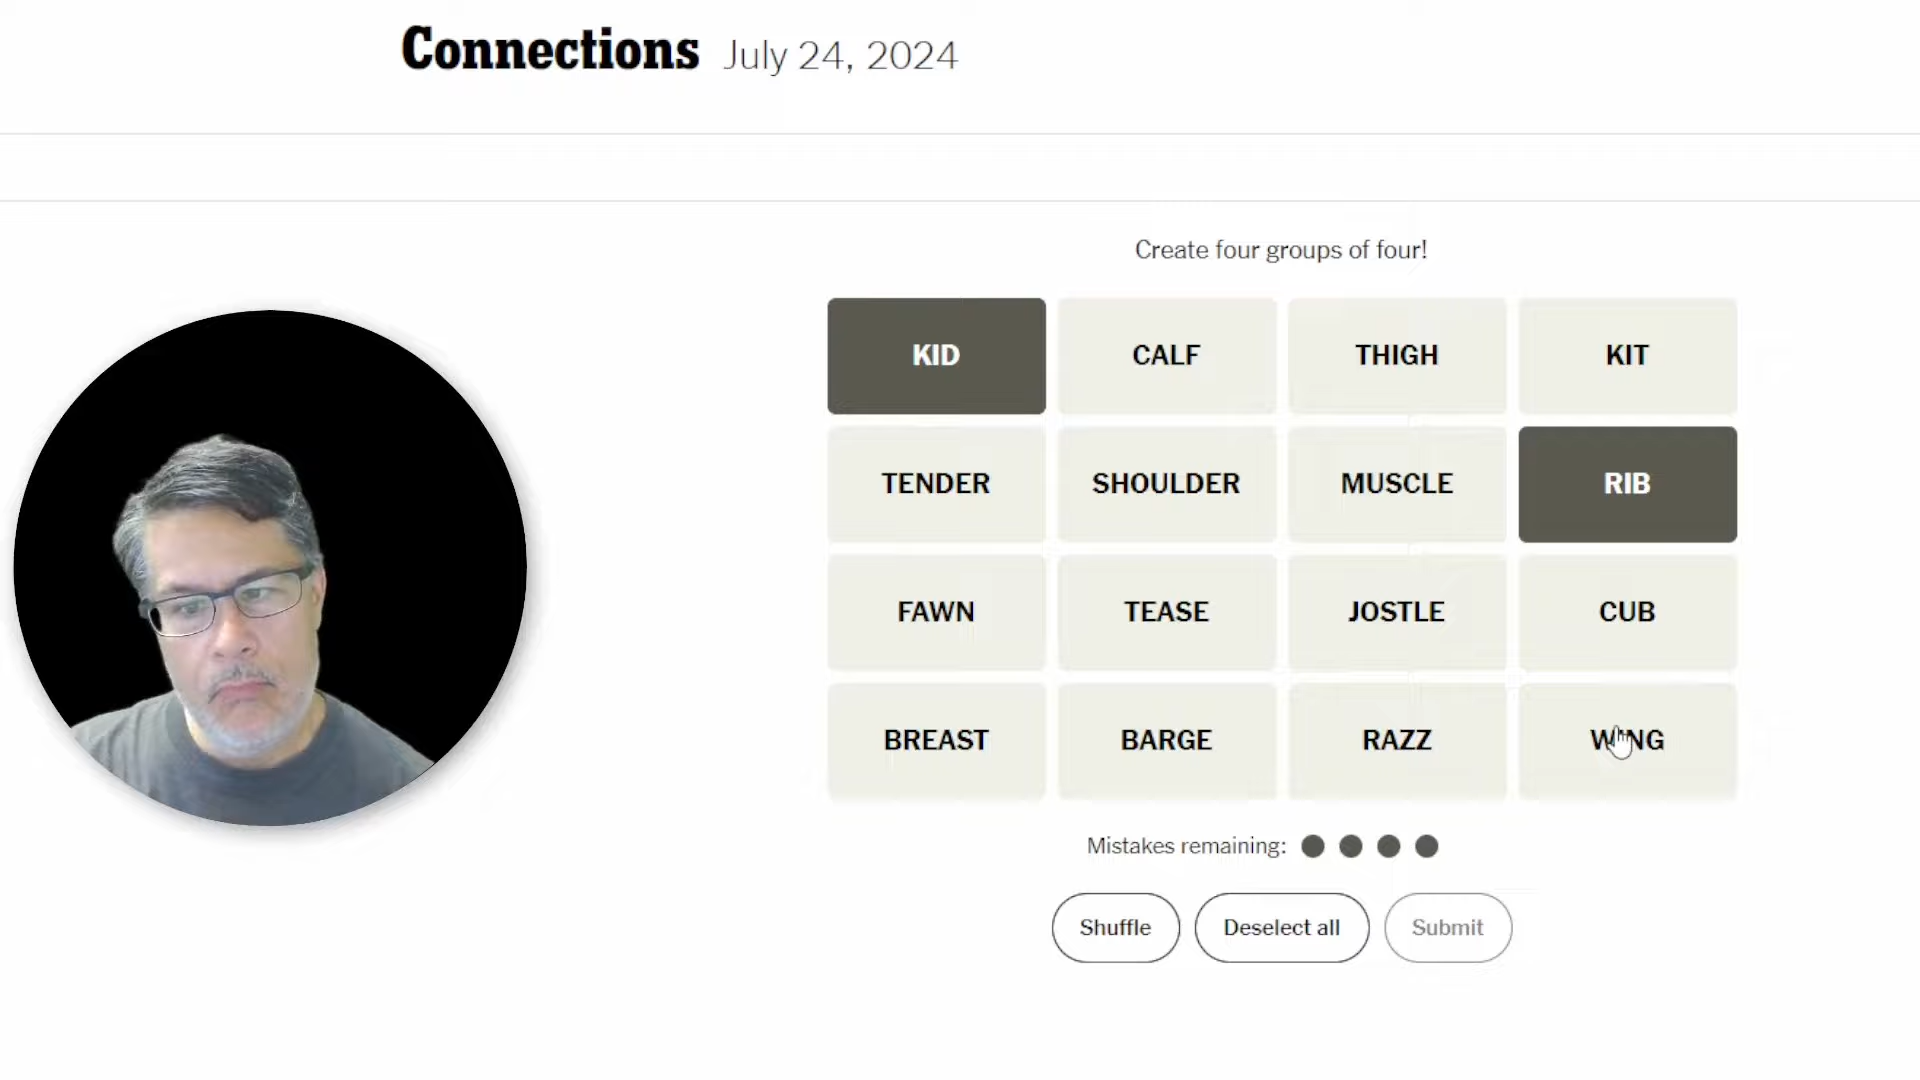 Connections July 24, 2024
Create four groups of four!
KID CALF THIGH KIT
TENDER SHOULDER MUSCLE RIB
FAWN TEASE JOSTLE CUB
BREAST BARGE RAZZ WING
Mistakes remaining:
Shuffle Deselect all Submit